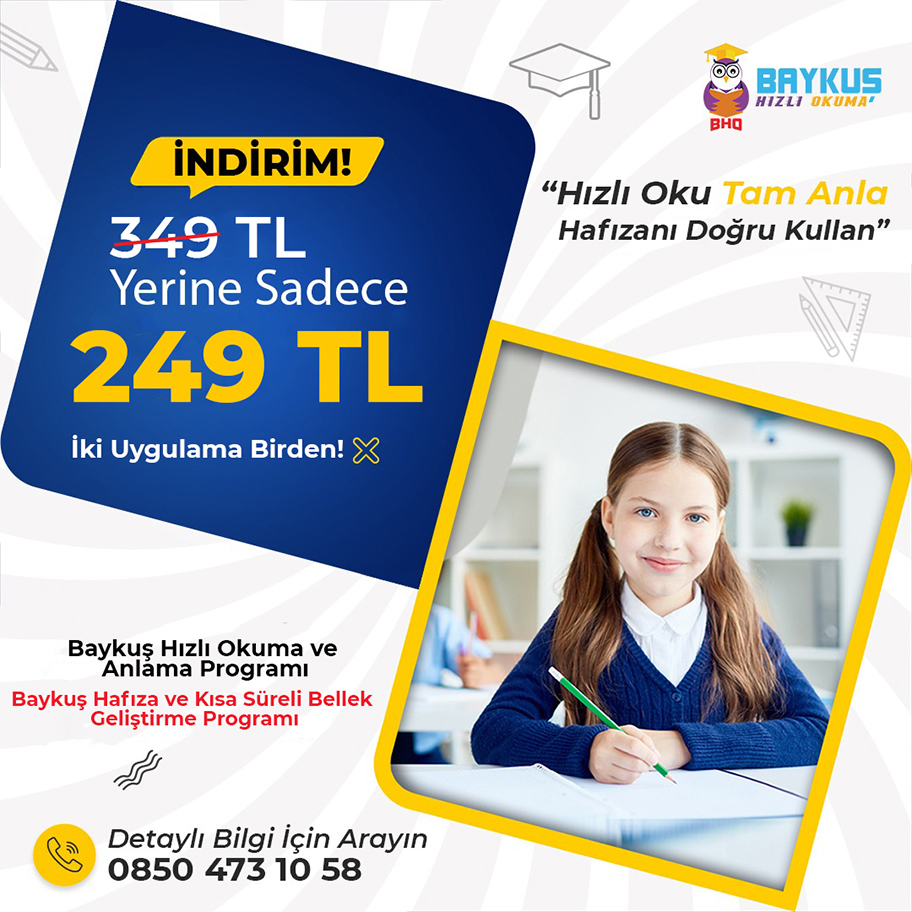 BAYKUŞ
HIZLI OKUMA
BHO
“Hızlı Oku Tam Anla
Hafızanı Doğru Kullan”
İNDİRİM!
349 TL
Yerine Sadece
249 TL
İki Uygulama Birden!
Baykuş Hızlı Okuma ve
Anlama Programı
Baykuş Hafıza ve Kısa Süreli Bellek
Geliştirme Programı
Detaylı Bilgi İçin Arayın
0850 473 10 58